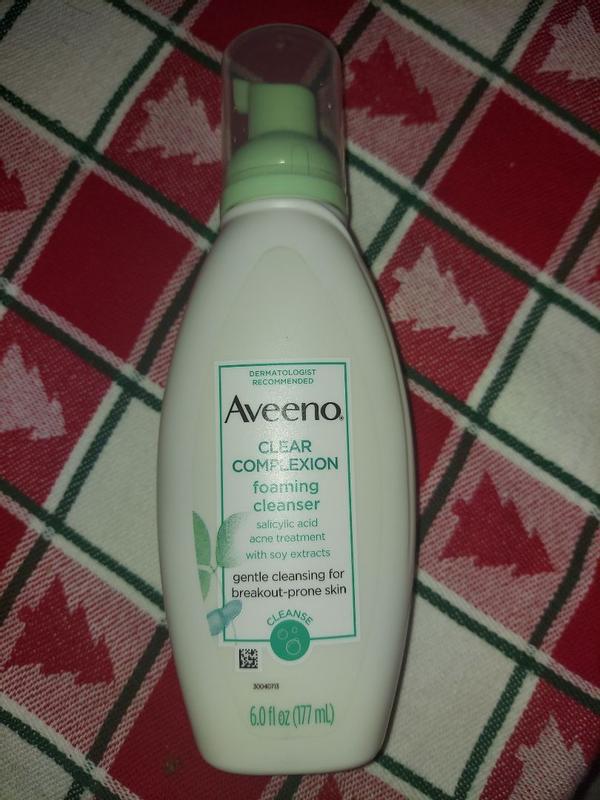 DERMATOLOGIST
RECOMMENDED
Aveeno®
CLEAR
COMPLEXION
foaming
cleanser
salicylic acid
acne treatment
with soy extracts
gentle cleansing for
breakout-prone skin
CLEANSE
30040713
6.0 fl oz (177 mL)